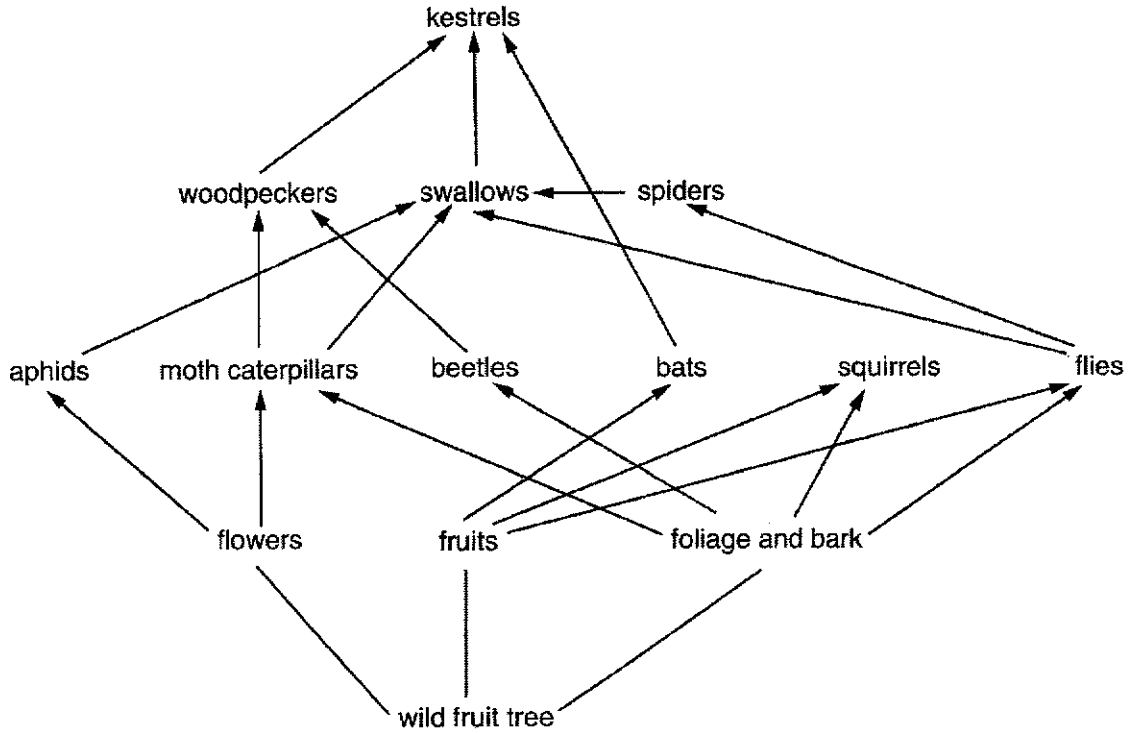 kestrels
woodpeckers swallows spiders
aphids moth caterpillars beetles bats squirrels flies
flowers fruits foliage and bark
wild fruit tree